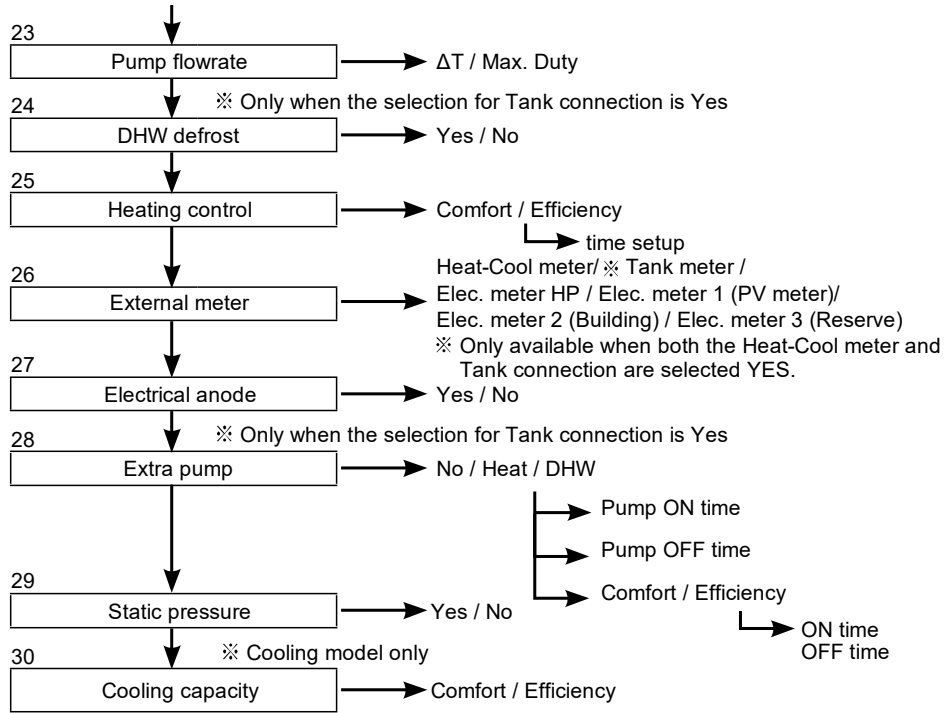 23
Pump flowrate
ΔT / Max. Duty
※ Only when the selection for Tank connection is Yes
24
DHW defrost
Yes / No
25
Heating control
Comfort / Efficiency
time setup
26
External meter
Heat-Cool meter/ ※ Tank meter /
Elec. meter HP / Elec. meter 1 (PV meter)/
Elec. meter 2 (Building) / Elec. meter 3 (Reserve)
※ Only available when both the Heat-Cool meter and
Tank connection are selected YES.
27
Electrical anode
Yes / No
※ Only when the selection for Tank connection is Yes
28
Extra pump
No / Heat / DHW
Pump ON time
Pump OFF time
Comfort / Efficiency
ON time
OFF time
29
Static pressure
Yes / No
※ Cooling model only
30
Cooling capacity
Comfort / Efficiency